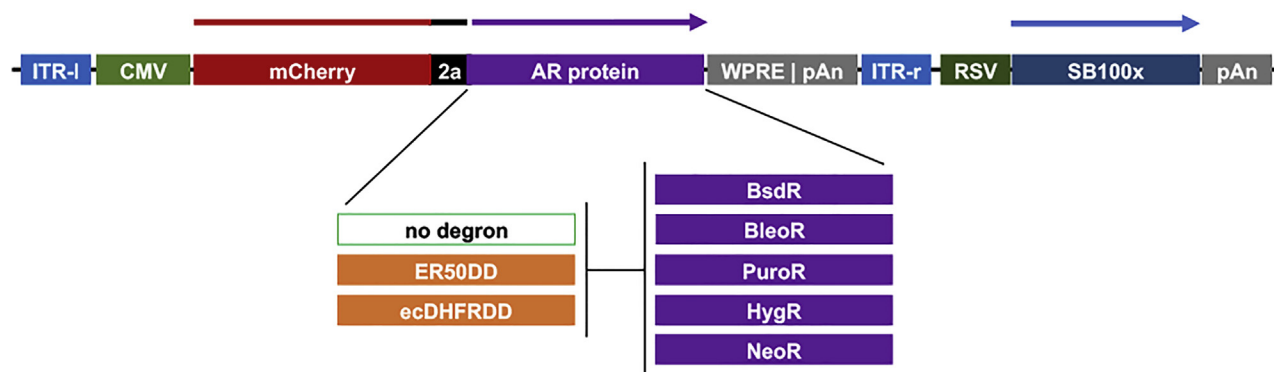 ITR-l CMV mCherry 2a AR protein WPRE | pAn ITR-r RSV SB100x pAn
no degron
ER50DD
ecDHFRDD
BsdR
BleoR
PuroR
HygR
NeoR